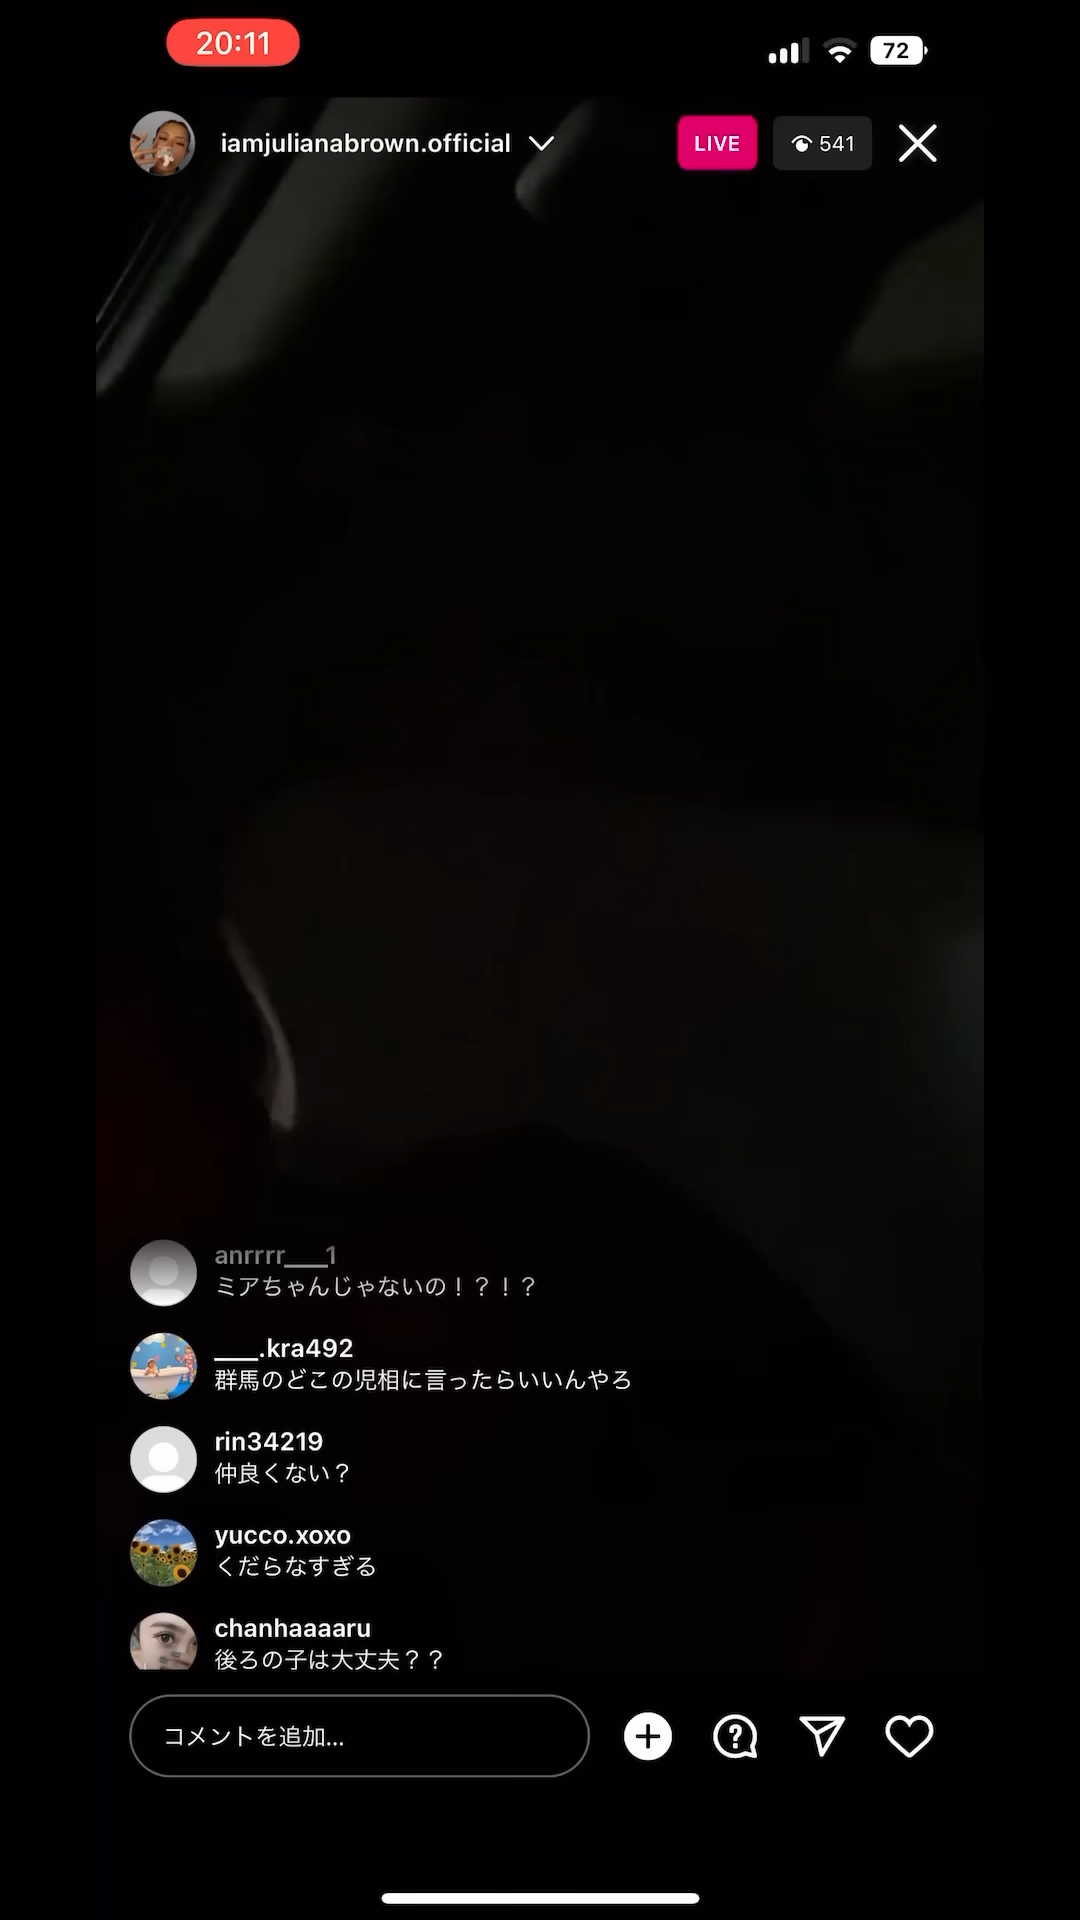 20:11
72
iamjulianabrown.official
LIVE
541
anrrrr___1
ミアちゃんじゃないの！？！？
___.kra492
群馬のどこの児相に言ったらいいんやろ
rin34219
仲良くない？
yucco.xoxo
くだらなすぎる
chanhaaaaru
後ろの子は大丈夫？？
コメントを追加...